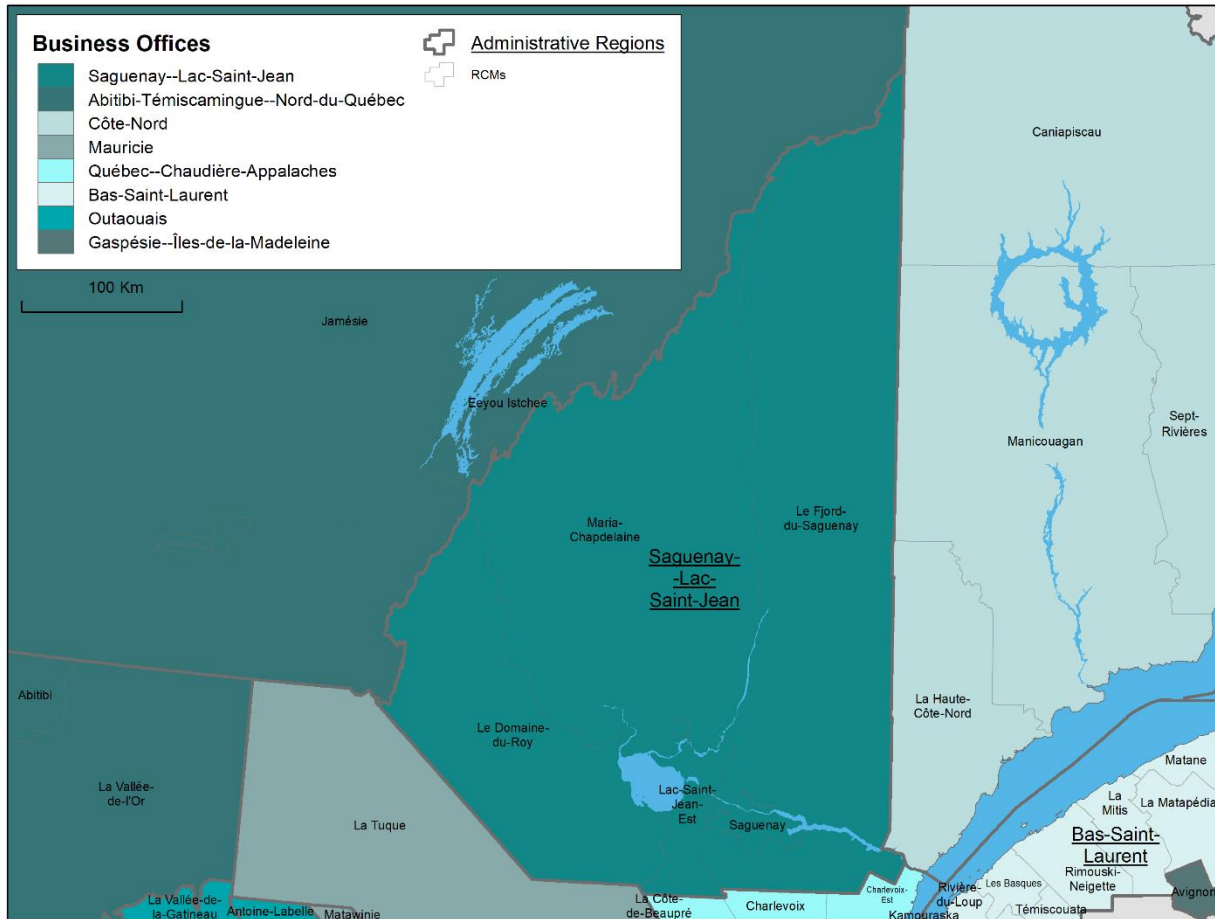 Business Offices
Saguenay--Lac-Saint-Jean
Abitibi-Témiscamingue--Nord-du-Québec
Côte-Nord
Mauricie
Québec--Chaudière-Appalaches
Bas-Saint-Laurent
Outaouais
Gaspésie--Îles-de-la-Madeleine
Administrative Regions
RCMs
100 Km
Caniapiscau
Jamésie
Eeyou Istchee
Manicouagan
Sept-
Rivières
Maria-
Chapdelaine
Le Fjord-
du-Saguenay
Saguenay-
-Lac-
Saint-Jean
Abitibi
La Haute-
Côte-Nord
Le Domaine-
du-Roy
La Vallée-
de-l'Or
La Tuque
Lac-Saint-
Jean-
Est
Saguenay
Matane
La
Mitis
La Matapédia
Bas-Saint-
Laurent
Rimouski-
Neigette
Avignon
Les Basques
Témiscouata
Rivière-
du-Loup
Kamouraska
Charlevoix-
Est
Charlevoix
La Côte-
de-Beaupré
Matawinie
Antoine-Labelle
La Vallée-de-
la-Gatineau